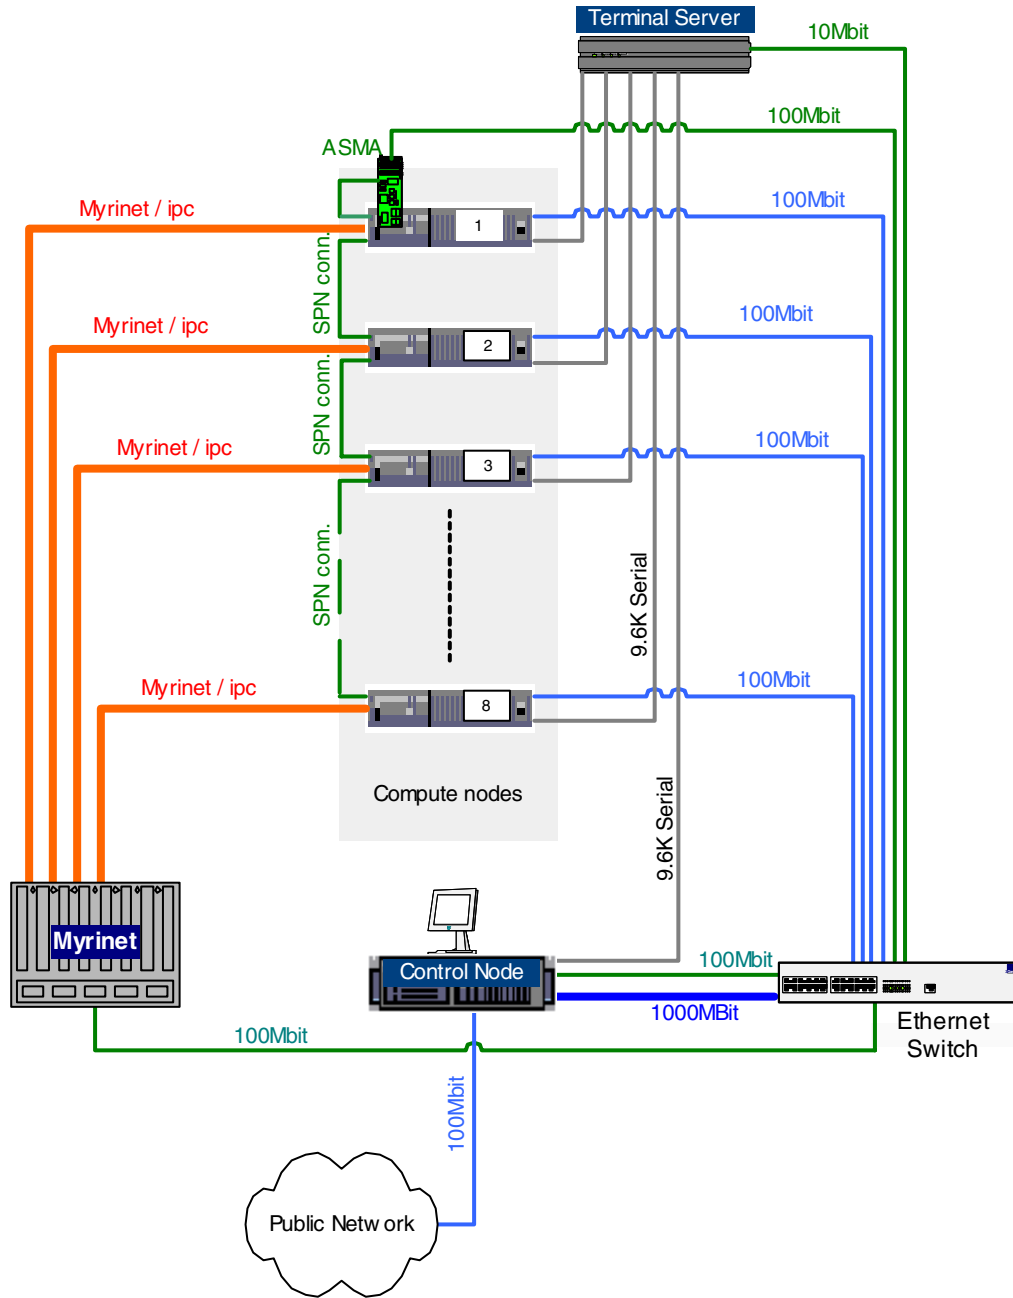 Terminal Server
10Mbit
100Mbit
ASMA
Myrinet / ipc
1
100Mbit
SPN conn.
Myrinet / ipc
2
100Mbit
SPN conn.
Myrinet / ipc
3
100Mbit
SPN conn.
9.6K Serial
Myrinet / ipc
8
100Mbit
Compute nodes
9.6K Serial
Myrinet
Control Node
100Mbit
1000MBit
Ethernet
Switch
100Mbit
100Mbit
Public Network